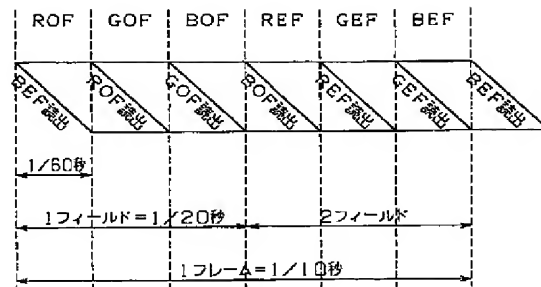 ROF GOF BOF REF GEF BEF
BEF読出 ROF読出 GOF読出 BOF読出 REF読出 GEF読出 BEF読出
1/60秒
1フィールド=1/20秒 2フィールド
1フレーム=1/10秒